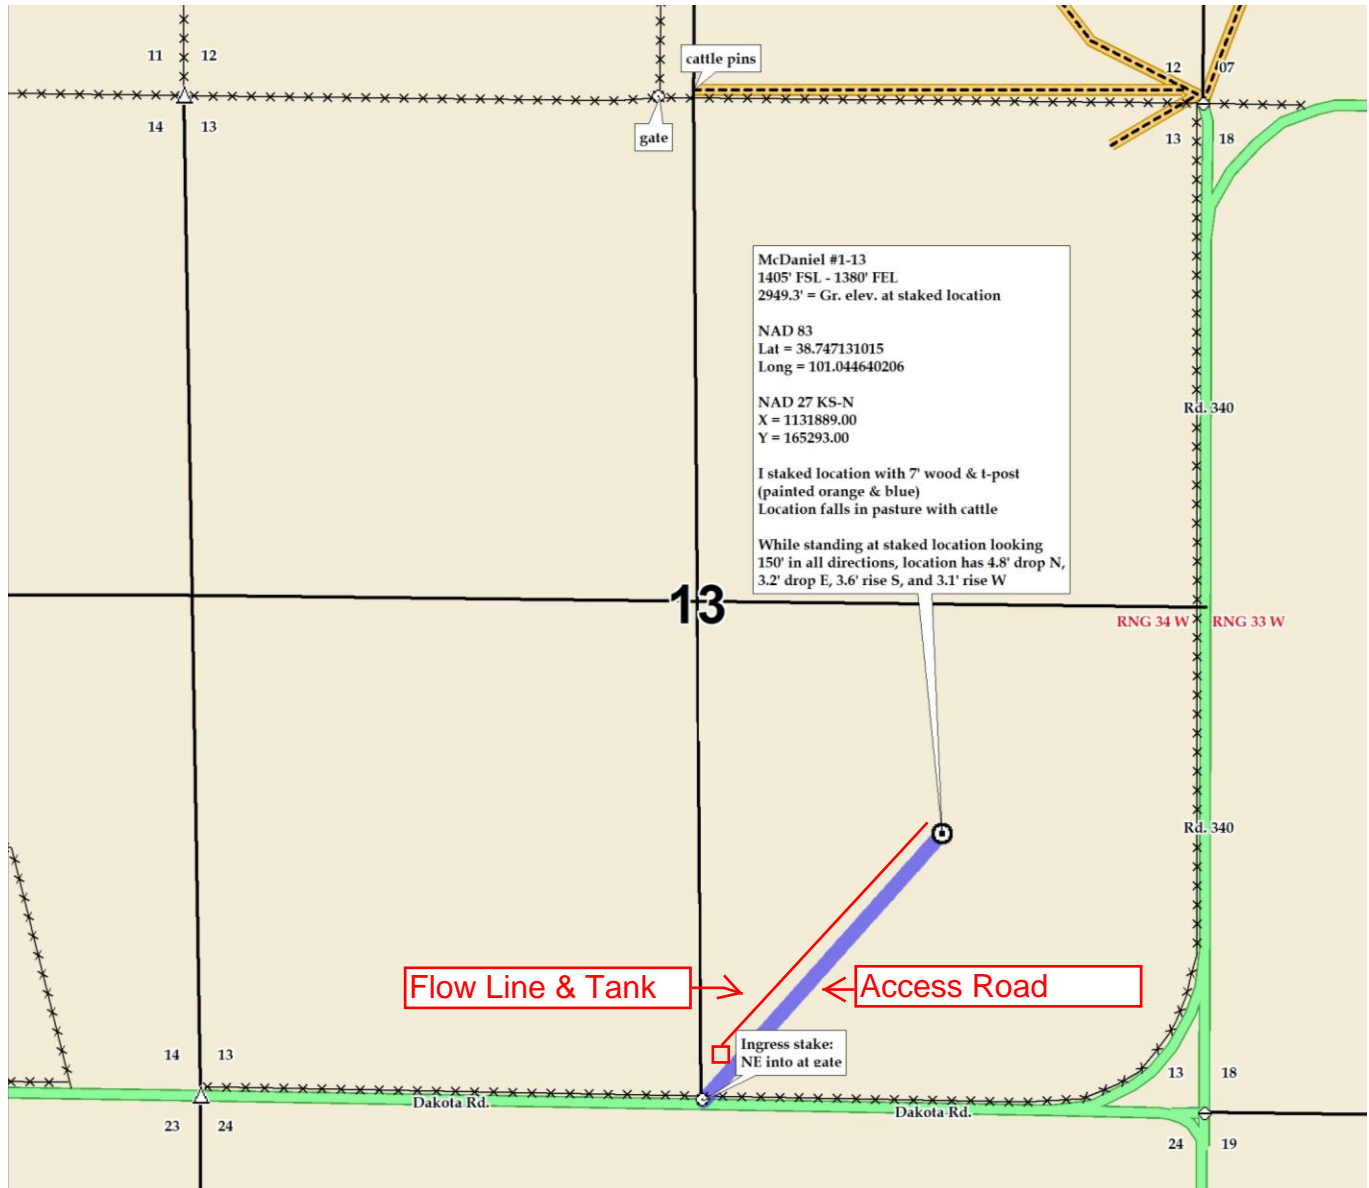 11 12
12 07
cattle pins
14 13
gate
13 18
McDaniel #1-13
1405' FSL - 1380' FEL
2949.3' = Gr. elev. at staked location
NAD 83
Lat = 38.747131015
Long = 101.044640206
NAD 27 KS-N
X = 1131889.00
Y = 165293.00
I staked location with 7' wood & t-post
(painted orange & blue)
Location falls in pasture with cattle
While standing at staked location looking
150' in all directions, location has 4.8' drop N,
3.2' drop E, 3.6' rise S, and 3.1' rise W
Rd. 340
13
RNG 34 W RNG 33 W
Rd. 340
Flow Line & Tank
Access Road
Ingress stake:
NE into at gate
14 13
13 18
Dakota Rd.
Dakota Rd.
23 24
24 19